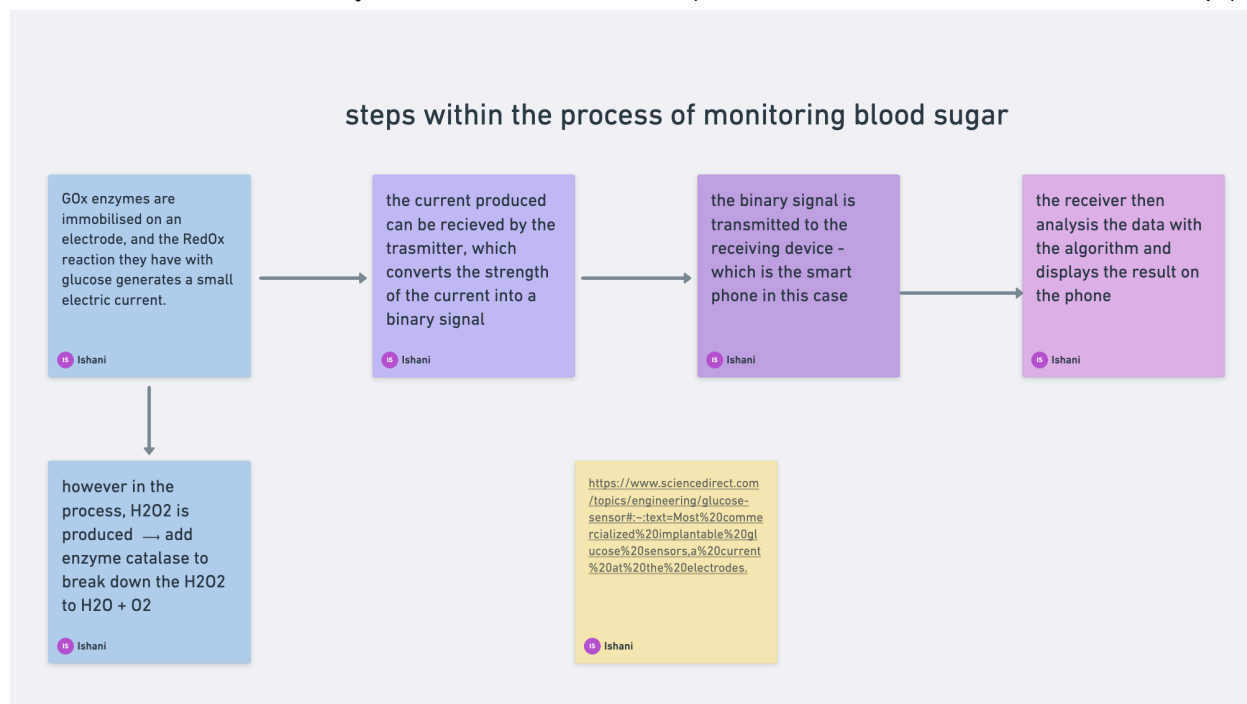 steps within the process of monitoring blood sugar
GOx enzymes are
immobilised on an
electrode, and the RedOx
reaction they have with
glucose generates a small
electric current.
IS Ishani
the current produced
can be recieved by the
trasmitter, which
converts the strength
of the current into a
binary signal
IS Ishani
the binary signal is
transmitted to the
receiving device -
which is the smart
phone in this case
IS Ishani
the receiver then
analysis the data with
the algorithm and
displays the result on
the phone
IS Ishani
however in the
process, H2O2 is
produced → add
enzyme catalase to
break down the H2O2
to H2O + O2
IS Ishani
https://www.sciencedirect.com
/topics/engineering/glucose-
sensor#:~:text=Most%20comme
rcialized%20implantable%20gl
ucose%20sensors,a%20current
%20at%20the%20electrodes.
IS Ishani